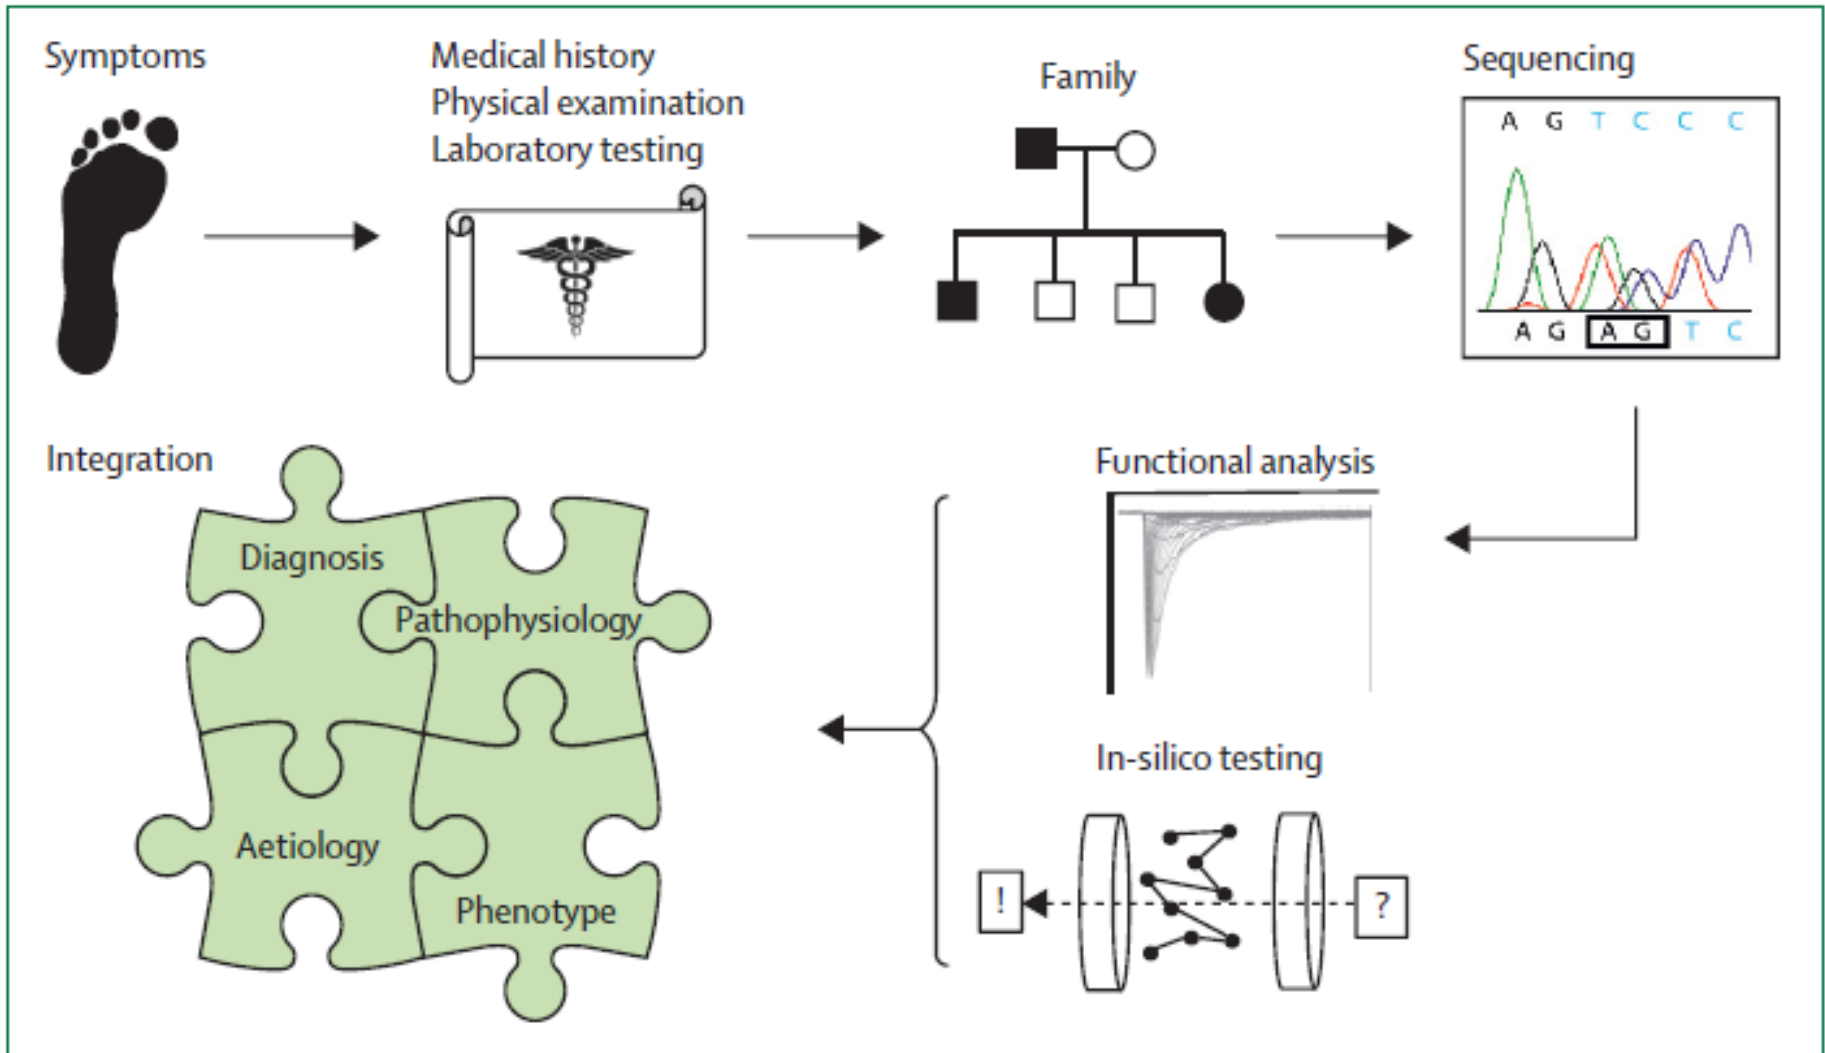 Symptoms
Medical history
Physical examination
Laboratory testing
Family
Sequencing
A G T C C C
A G A G T C
Functional analysis
In-silico testing
! ?
Integration
Diagnosis
Pathophysiology
Aetiology
Phenotype